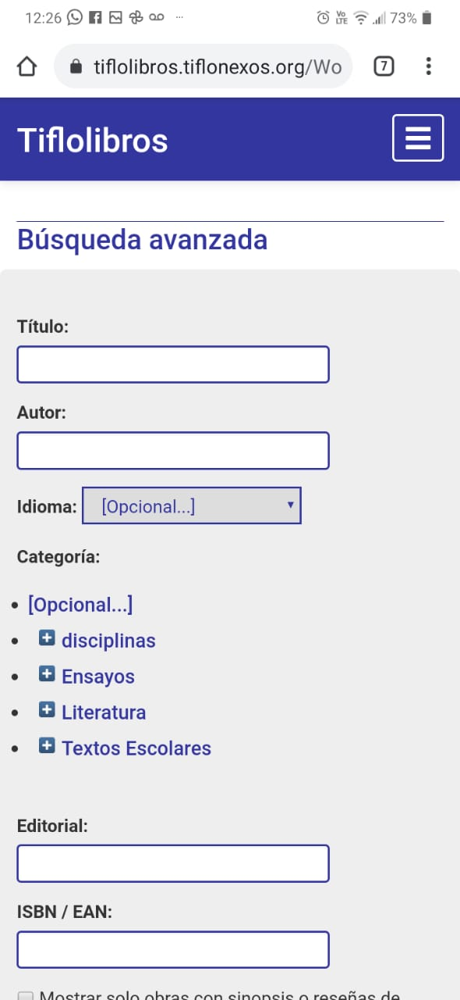 12:26 73%
tiflolibros.tiflonexos.org/Wo 7
Tiflolibros
Búsqueda avanzada
Título:
Autor:
Idioma: [Opcional...]
Categoría:
[Opcional...]
disciplinas
Ensayos
Literatura
Textos Escolares
Editorial:
ISBN / EAN:
Mostrar solo obras con sinopsis o reseñas de